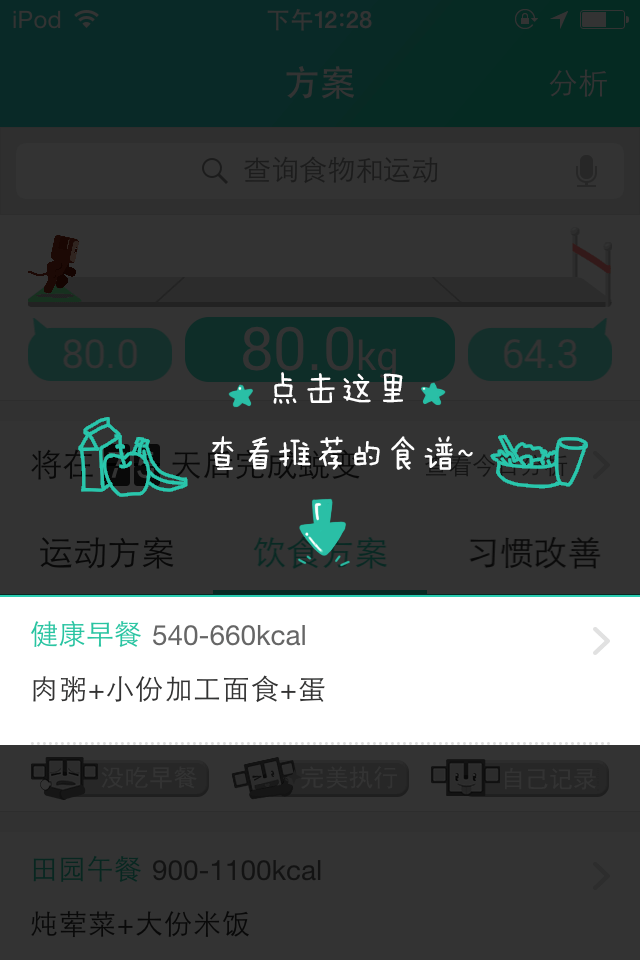 iPod 下午12:28
方案 分析
查询食物和运动
80.0 80.0kg 64.3
点击这里
查看推荐的食谱~
将在 天后完成蜕变 查看今日分析
运动方案 饮食方案 习惯改善
健康早餐 540-660kcal
肉粥+小份加工面食+蛋
没吃早餐 完美执行 自己记录
田园午餐 900-1100kcal
炖荤菜+大份米饭